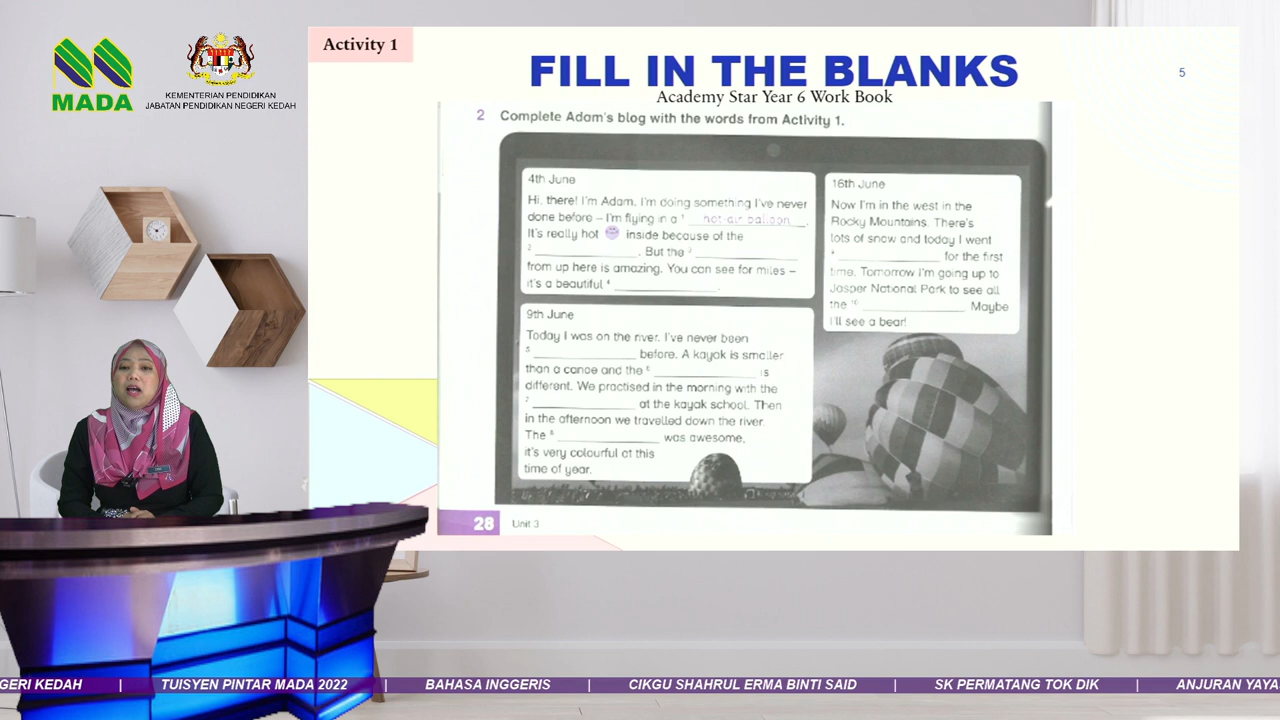 MADA
KEMENTERIAN PENDIDIKAN
JABATAN PENDIDIKAN NEGERI KEDAH
Activity 1
FILL IN THE BLANKS
5
Academy Star Year 6 Work Book
2 Complete Adam's blog with the words from Activity 1.
4th June
Hi, there! I'm Adam. I'm doing something I've never
done before – I'm flying in a 1 hot-air balloon.
It's really hot inside because of the
2 ____________. But the 3 ____________
from up here is amazing. You can see for miles –
it's a beautiful 4 ____________.
9th June
Today I was on the river. I've never been
5 ____________ before. A kayak is smaller
than a canoe and the 6 ____________ is
different. We practised in the morning with the
7 ____________ at the kayak school. Then
in the afternoon we travelled down the river.
The 8 ____________ was awesome,
it's very colourful at this
time of year.
16th June
Now I'm in the west in the
Rocky Mountains. There's
lots of snow and today I went
9 ____________ for the first
time. Tomorrow I'm going up to
Jasper National Park to see all
the 10 ____________. Maybe
I'll see a bear!
28 Unit 3
GERI KEDAH | TUISYEN PINTAR MADA 2022 | BAHASA INGGERIS | CIKGU SHAHRUL ERMA BINTI SAID | SK PERMATANG TOK DIK | ANJURAN YAYA